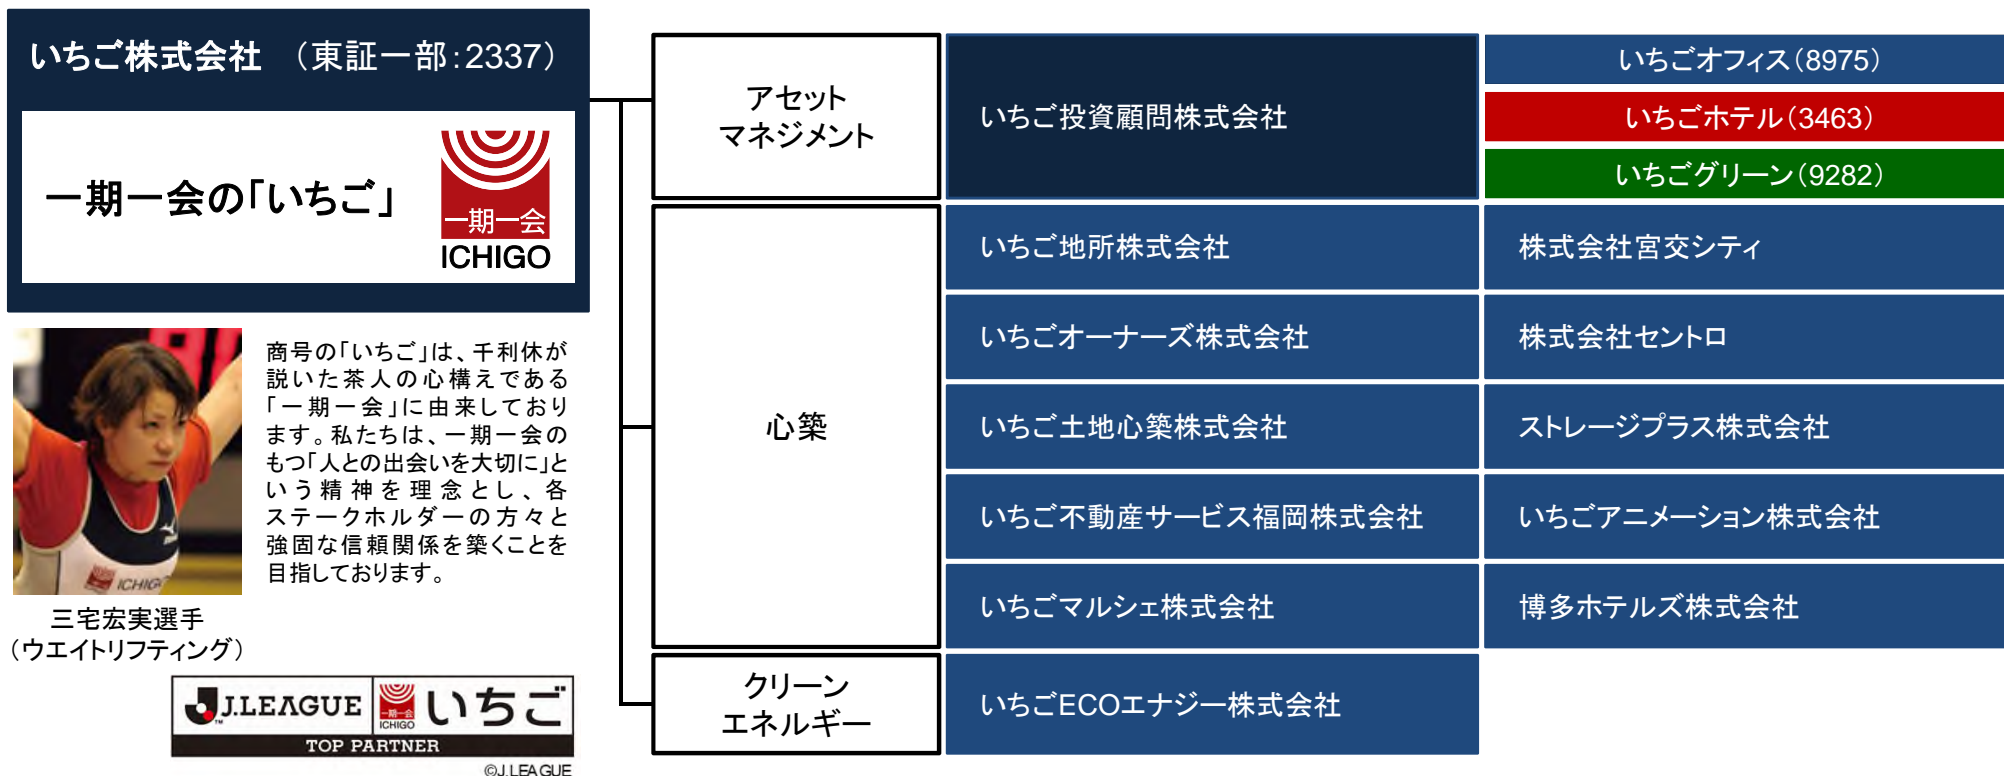 いちご株式会社 （東証一部：2337）
一期一会の「いちご」
一期一会
ICHIGO
商号の「いちご」は、千利休が
説いた茶人の心構えである
「一期一会」に由来しており
ます。私たちは、一期一会の
もつ「人との出会いを大切に」と
いう精神を理念とし、各
ステークホルダーの方々と
強固な信頼関係を築くことを
目指しております。
ICHIGO
三宅宏実選手
（ウエイトリフティング）
J.LEAGUE
TM
一期一会
ICHIGO
いちご
TOP PARTNER
©J.LEAGUE
アセット
マネジメント
いちご投資顧問株式会社
いちごオフィス（8975）
いちごホテル（3463）
いちごグリーン（9282）
心築
いちご地所株式会社
株式会社宮交シティ
いちごオーナーズ株式会社
株式会社セントロ
いちご土地心築株式会社
ストレージプラス株式会社
いちご不動産サービス福岡株式会社
いちごアニメーション株式会社
いちごマルシェ株式会社
博多ホテルズ株式会社
クリーン
エネルギー
いちごECOエナジー株式会社